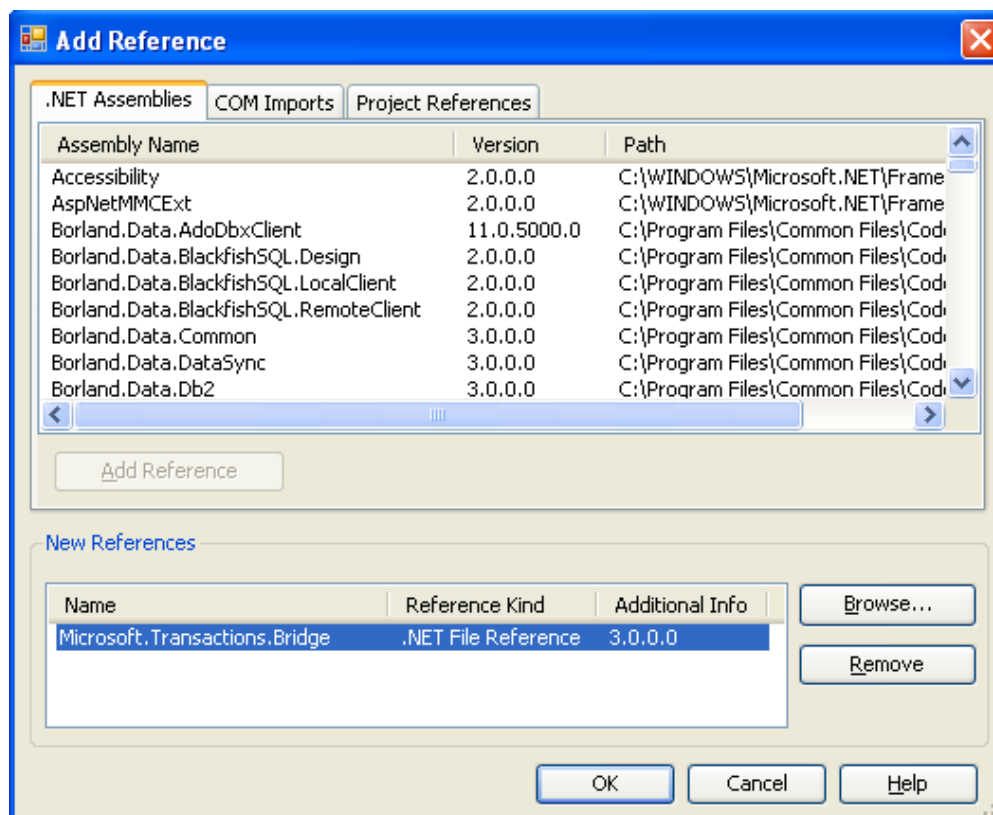 Add Reference
.NET Assemblies COM Imports Project References
Assembly Name Version Path
Accessibility 2.0.0.0 C:\WINDOWS\Microsoft.NET\Frame
AspNetMMCExt 2.0.0.0 C:\WINDOWS\Microsoft.NET\Frame
Borland.Data.AdoDbxClient 11.0.5000.0 C:\Program Files\Common Files\Cod
Borland.Data.BlackfishSQL.Design 2.0.0.0 C:\Program Files\Common Files\Cod
Borland.Data.BlackfishSQL.LocalClient 2.0.0.0 C:\Program Files\Common Files\Cod
Borland.Data.BlackfishSQL.RemoteClient 2.0.0.0 C:\Program Files\Common Files\Cod
Borland.Data.Common 3.0.0.0 C:\Program Files\Common Files\Cod
Borland.Data.DataSync 3.0.0.0 C:\Program Files\Common Files\Cod
Borland.Data.Db2 3.0.0.0 C:\Program Files\Common Files\Cod
Add Reference
New References
Name Reference Kind Additional Info
Microsoft.Transactions.Bridge .NET File Reference 3.0.0.0
Browse...
Remove
OK Cancel Help